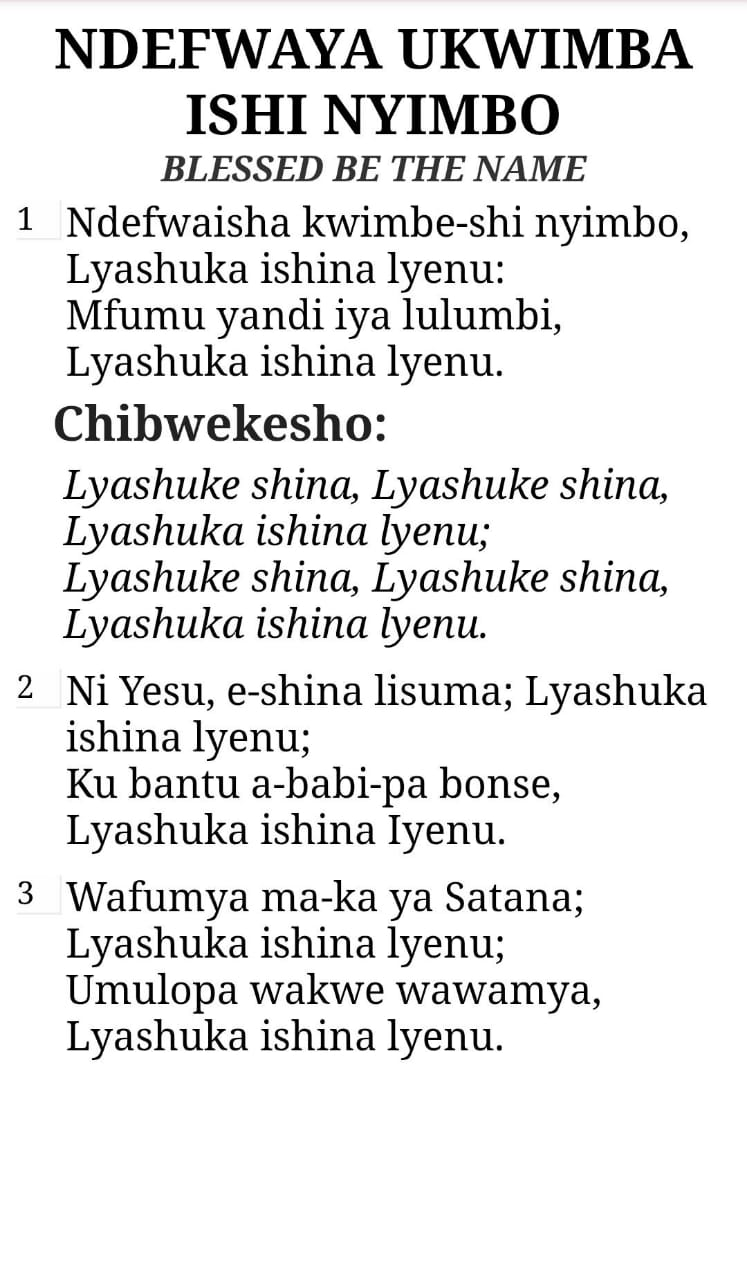 NDEFWAYA UKWIMBA
ISHI NYIMBO
BLESSED BE THE NAME
1 Ndefwaisha kwimbe-shi nyimbo,
Lyashuka ishina lyenu:
Mfumu yandi iya lulumbi,
Lyashuka ishina lyenu.
Chibwekesho:
Lyashuke shina, Lyashuke shina,
Lyashuka ishina lyenu;
Lyashuke shina, Lyashuke shina,
Lyashuka ishina lyenu.
2 Ni Yesu, e-shina lisuma; Lyashuka
ishina lyenu;
Ku bantu a-babi-pa bonse,
Lyashuka ishina Iyenu.
3 Wafumya ma-ka ya Satana;
Lyashuka ishina lyenu;
Umulopa wakwe wawamya,
Lyashuka ishina lyenu.